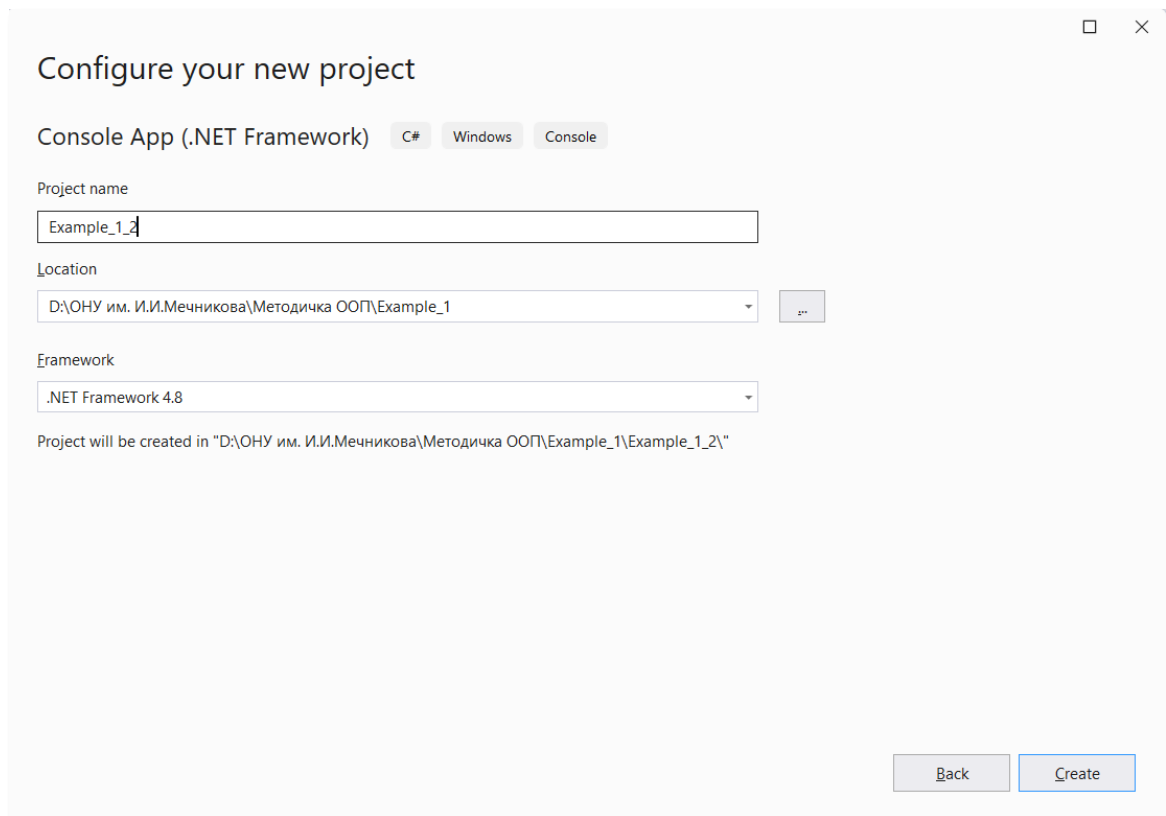 Configure your new project
Console App (.NET Framework) C# Windows Console
Project name
Example_1_2
Location
D:\ОНУ им. И.И.Мечникова\Методичка ООП\Example_1
...
Framework
.NET Framework 4.8
Project will be created in "D:\ОНУ им. И.И.Мечникова\Методичка ООП\Example_1\Example_1_2\"
Back Create